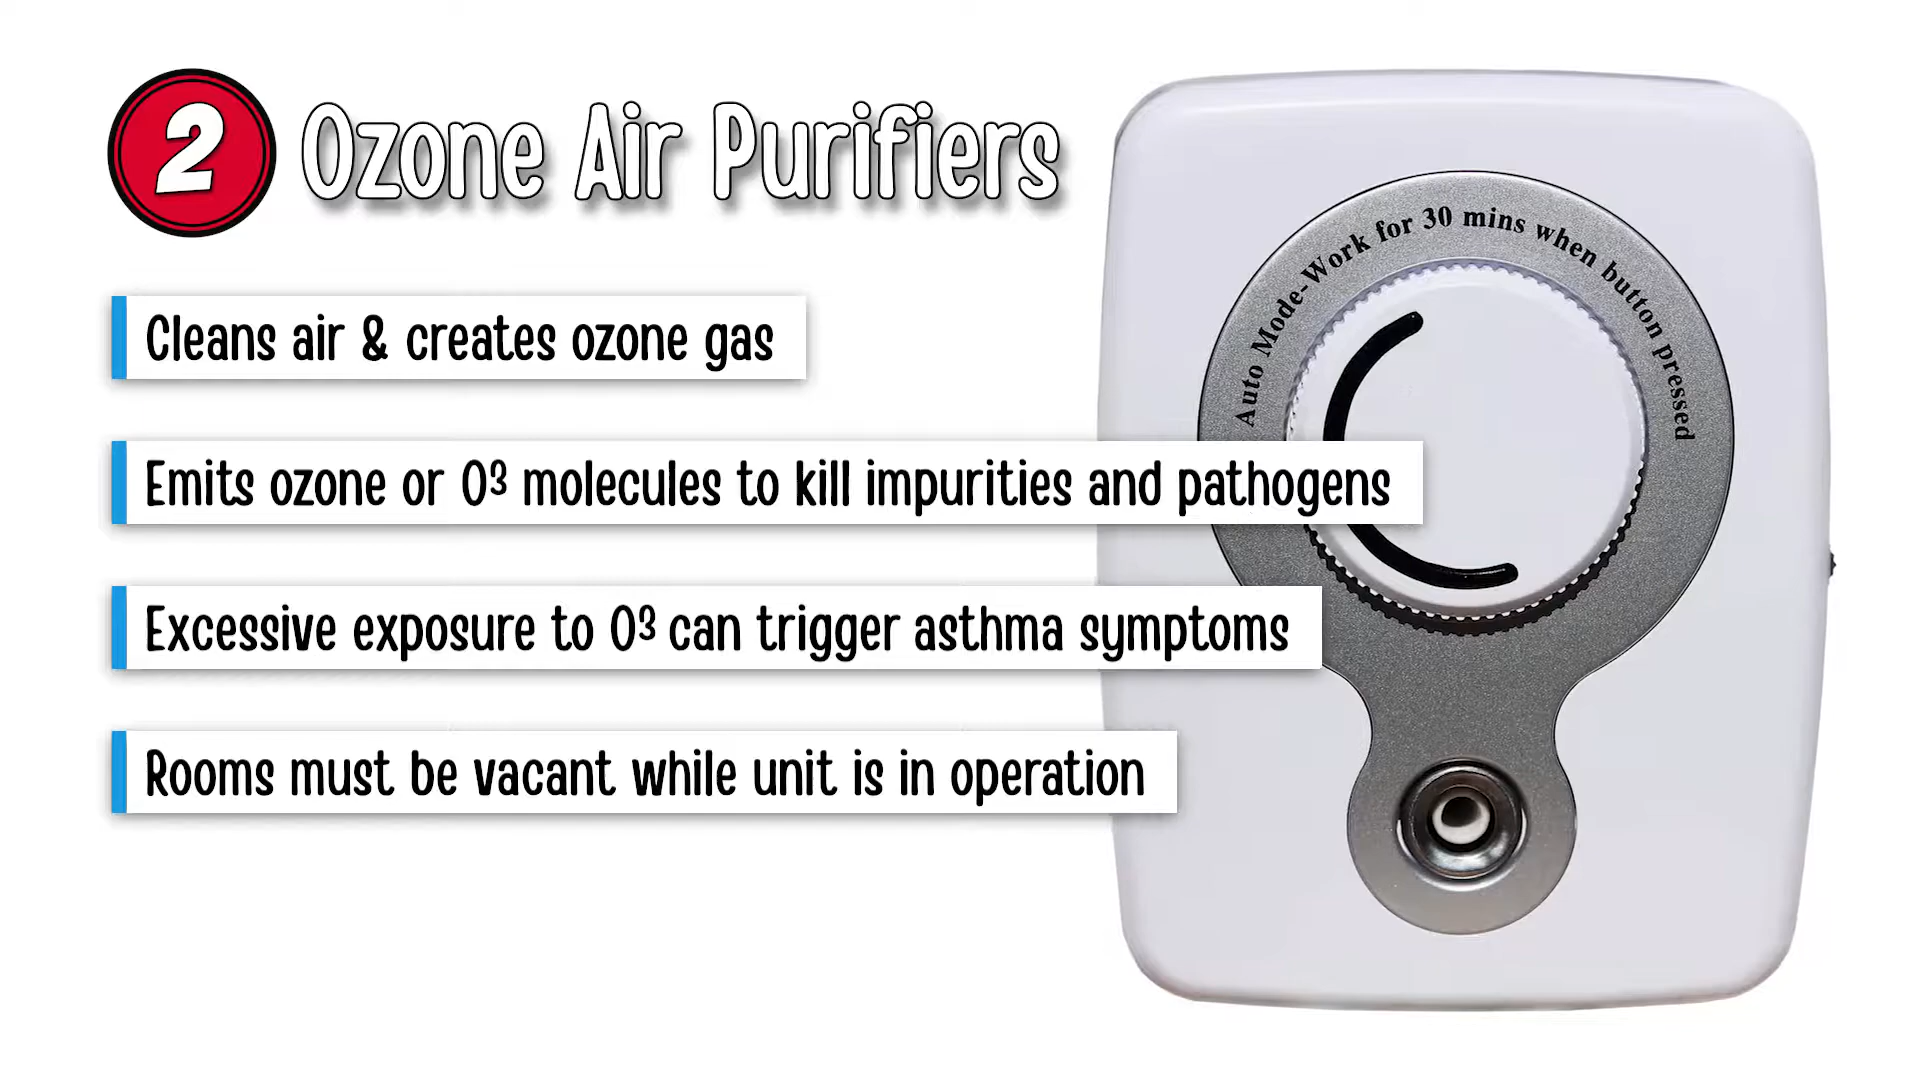 2 Ozone Air Purifiers
Cleans air & creates ozone gas
Emits ozone or O³ molecules to kill impurities and pathogens
Excessive exposure to O³ can trigger asthma symptoms
Rooms must be vacant while unit is in operation
Auto Mode-Work for 30 mins when button pressed